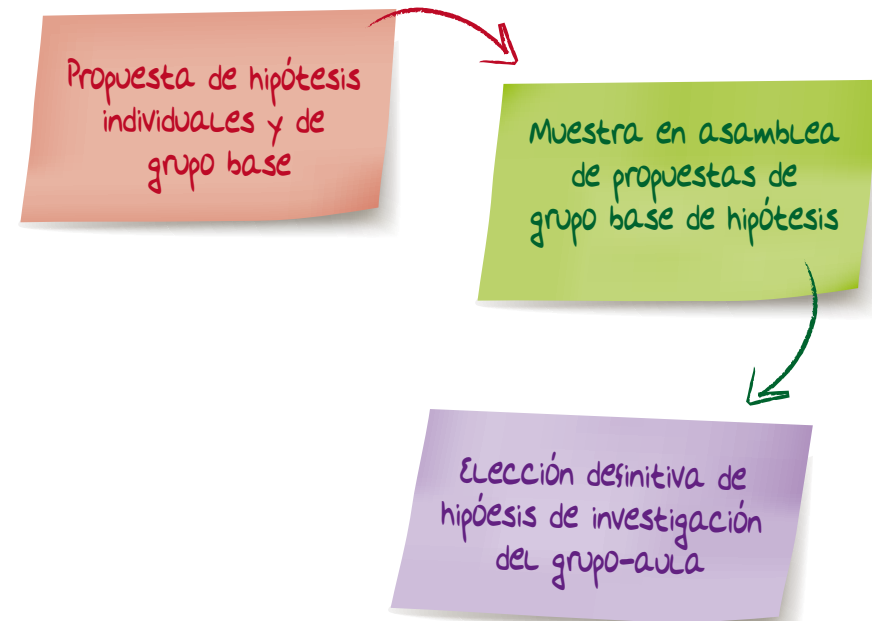 Propuesta de hipótesis
individuales y de
grupo base
Muestra en asamblea
de propuestas de
grupo base de hipótesis
Elección definitiva de
hipóesis de investigación
del grupo-aula